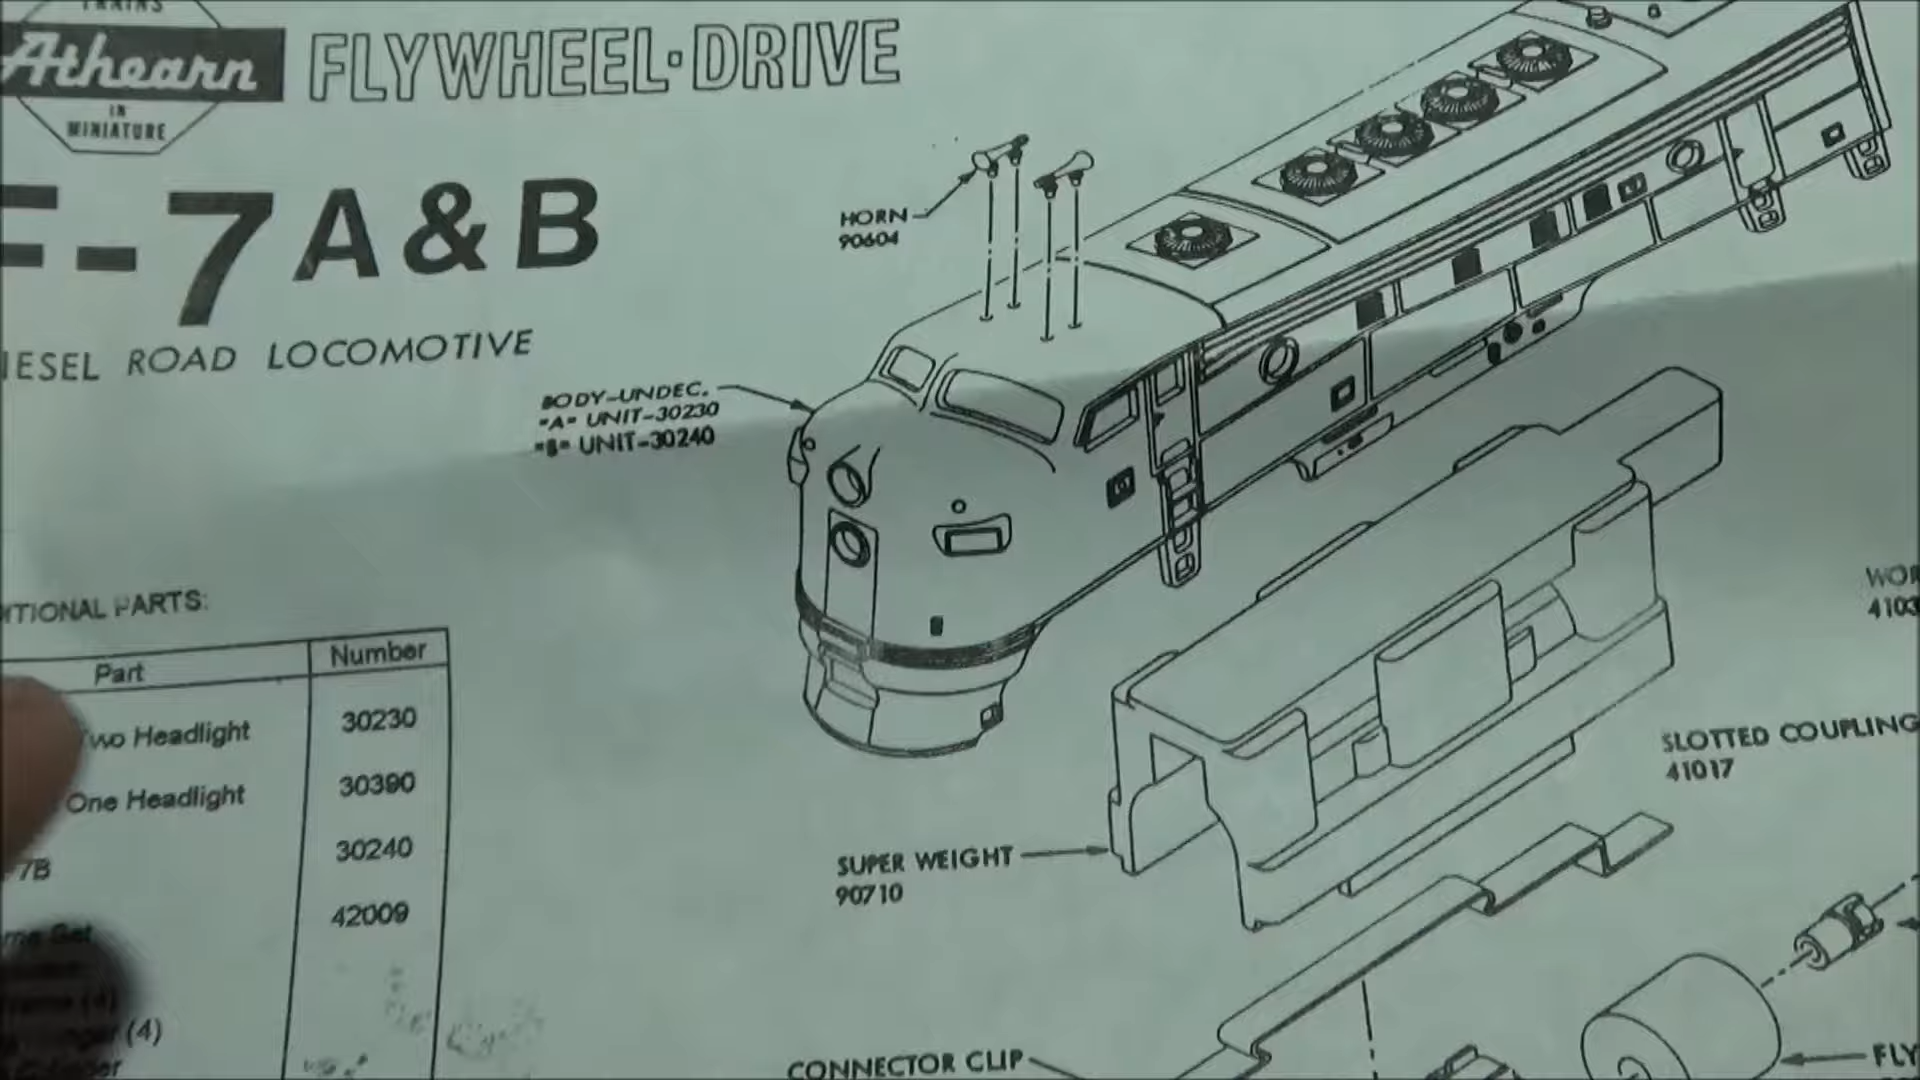 TRAINS
Athearn
IN
MINIATURE
FLYWHEEL·DRIVE
F-7 A & B
IESEL ROAD LOCOMOTIVE
HORN
90604
BODY-UNDEC.
"A" UNIT-30230
"B" UNIT-30240
ITIONAL PARTS:
Part Number
Two Headlight 30230
One Headlight 30390
7B 30240
42009
(4)
(4)
SUPER WEIGHT
90710
CONNECTOR CLIP
WOR
4103
SLOTTED COUPLING
41017
FLY